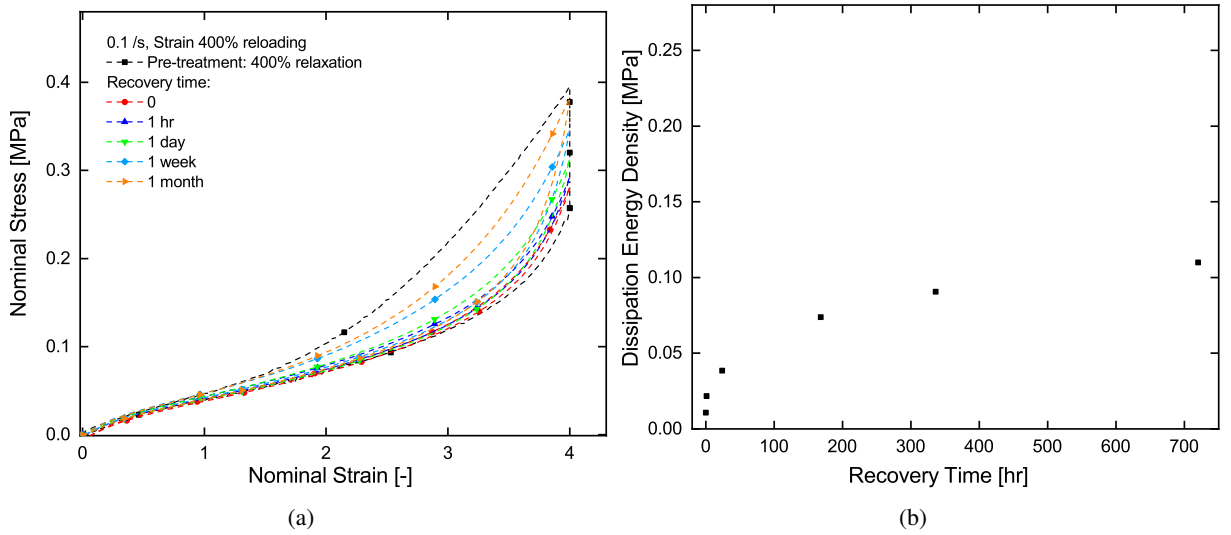 0.1 /s, Strain 400% reloading
Pre-treatment: 400% relaxation
Recovery time:
0
1 hr
1 day
1 week
1 month
Nominal Stress [MPa]
0.4
0.3
0.2
0.1
0.0
0 1 2 3 4
Nominal Strain [-]
(a)
Dissipation Energy Density [MPa]
0.25
0.20
0.15
0.10
0.05
0.00
0 100 200 300 400 500 600 700
Recovery Time [hr]
(b)